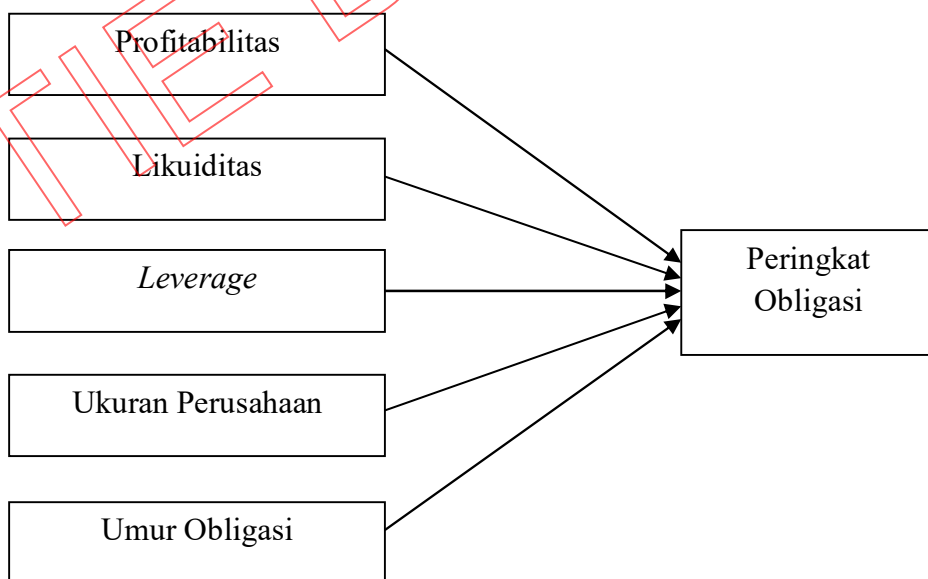 Profitabilitas
Likuiditas
Leverage
Peringkat
Obligasi
Ukuran Perusahaan
Umur Obligasi